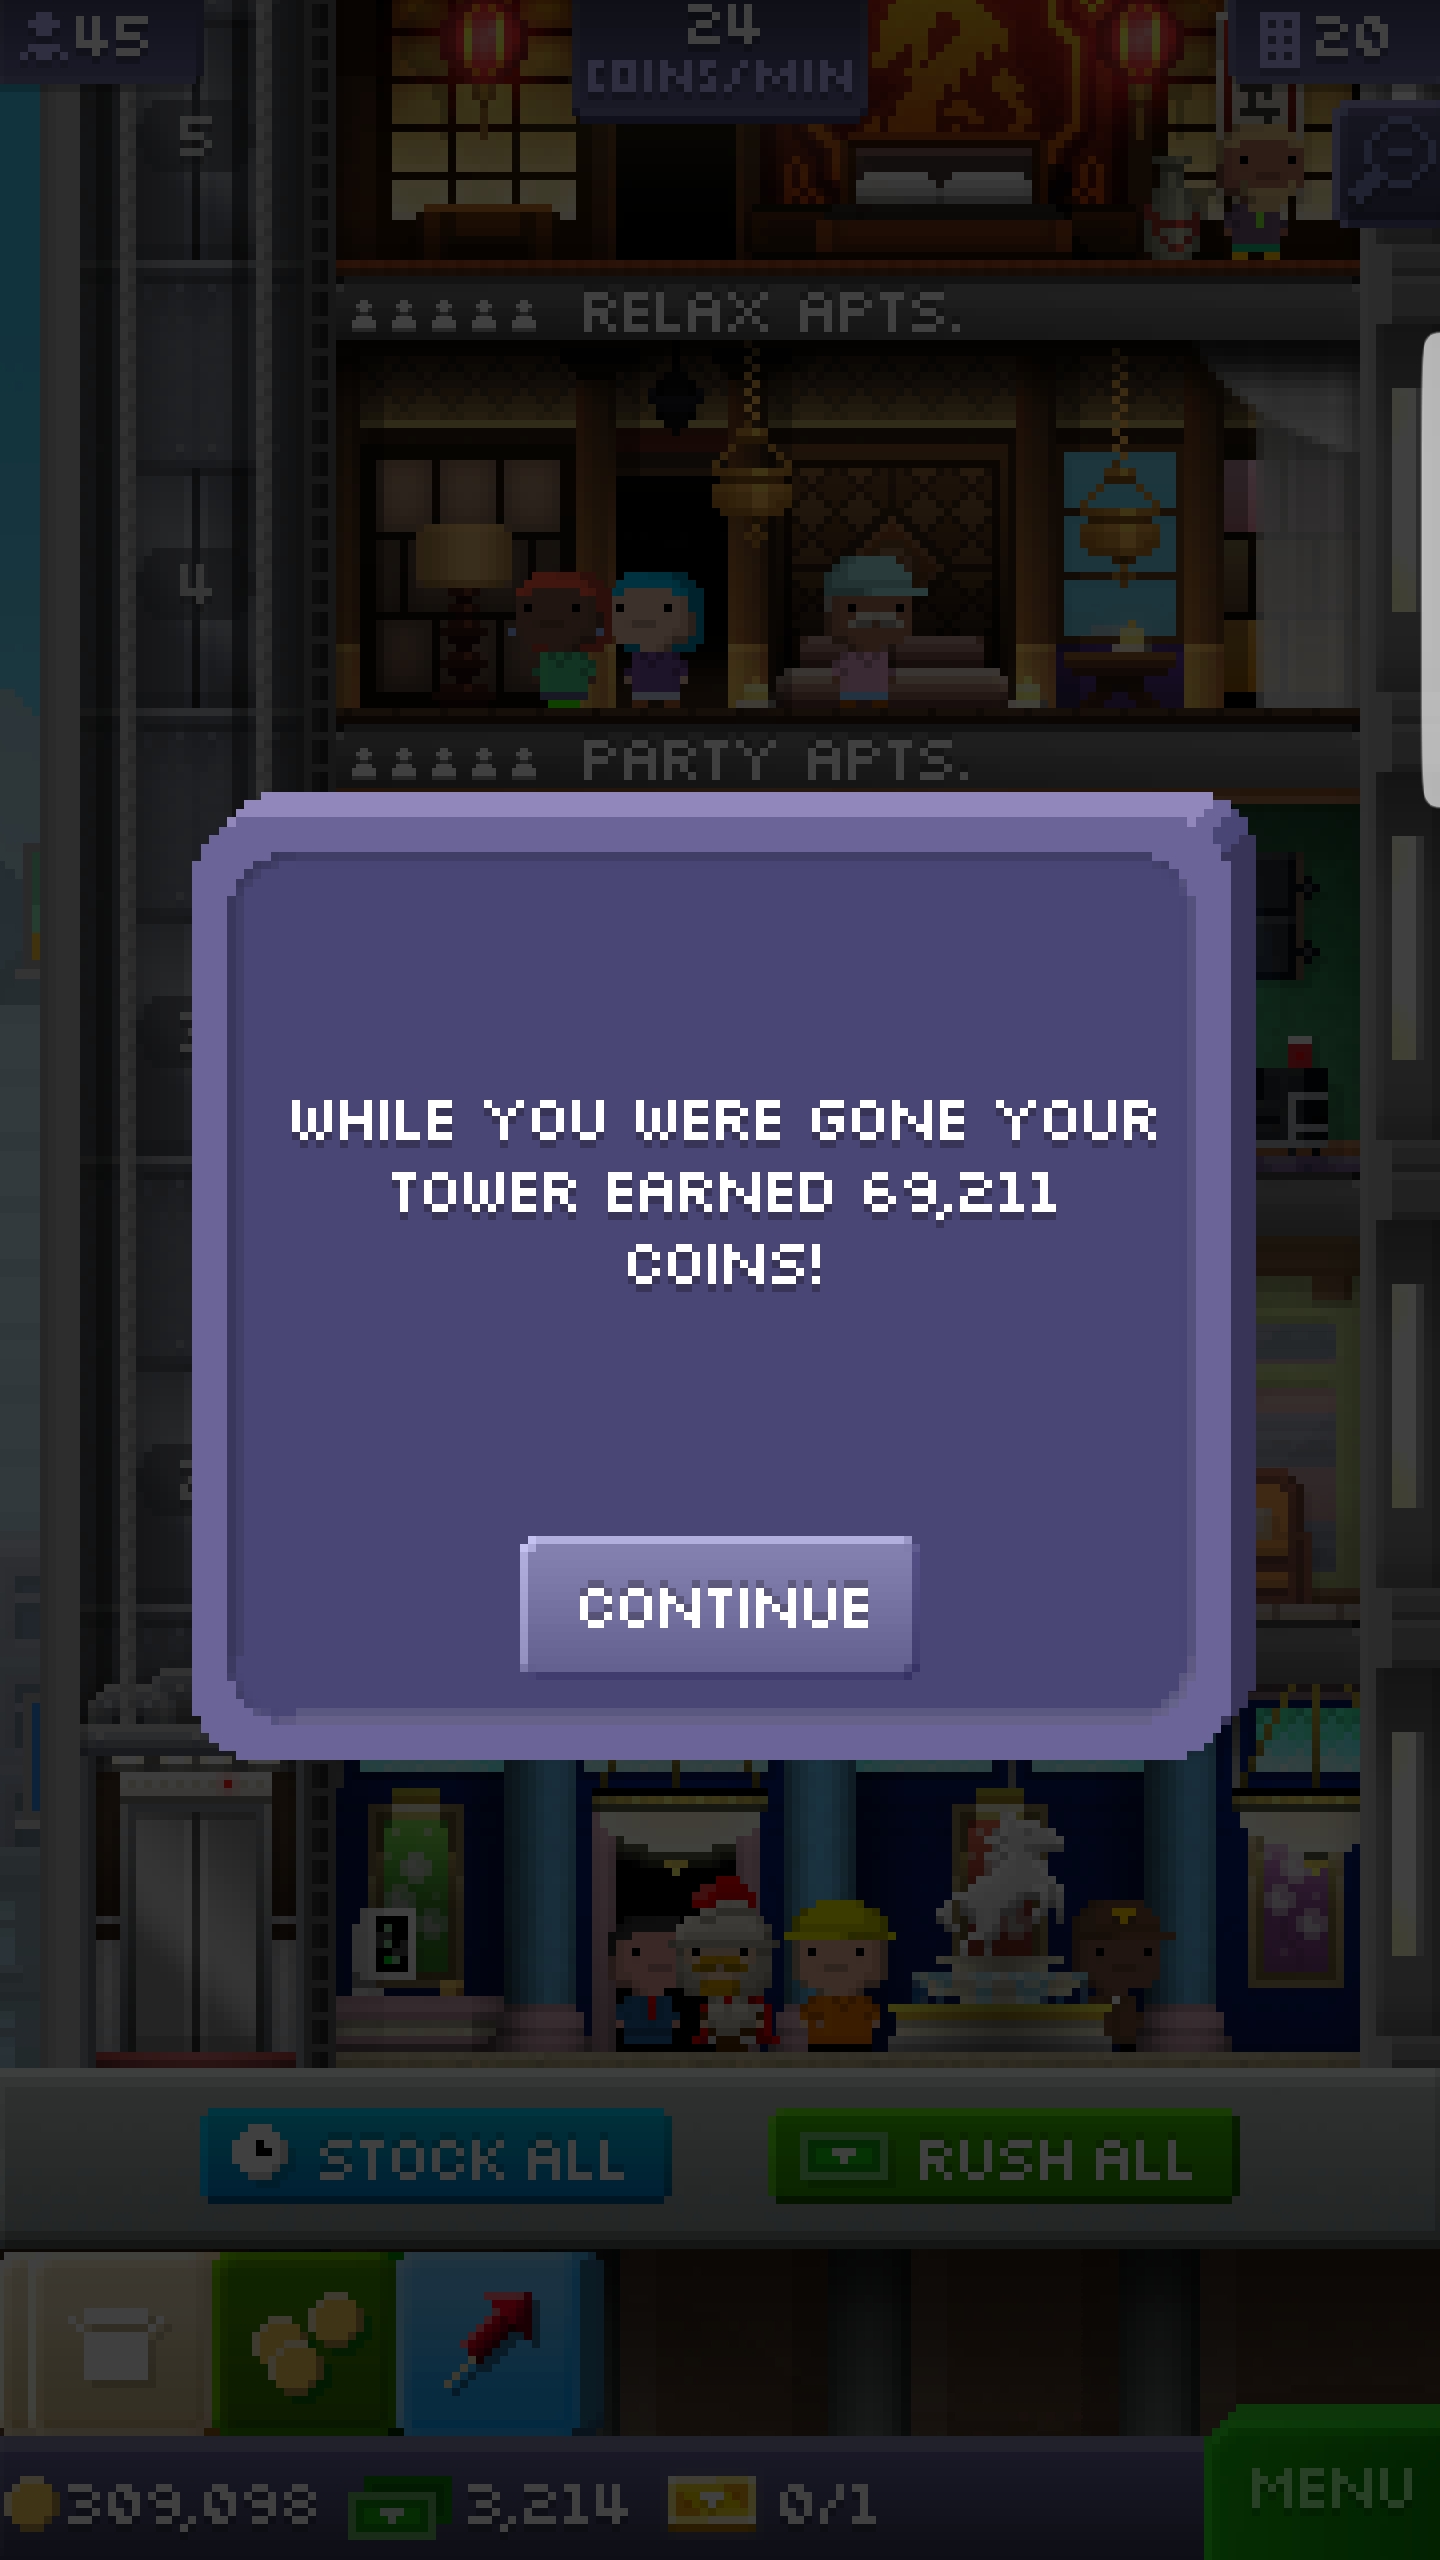 45
24
COINS/MIN
20
5
RELAX APTS.
4
PARTY APTS.
WHILE YOU WERE GONE YOUR
TOWER EARNED 69,211
COINS!
CONTINUE
STOCK ALL
RUSH ALL
309,098
3,214
0/1
MENU